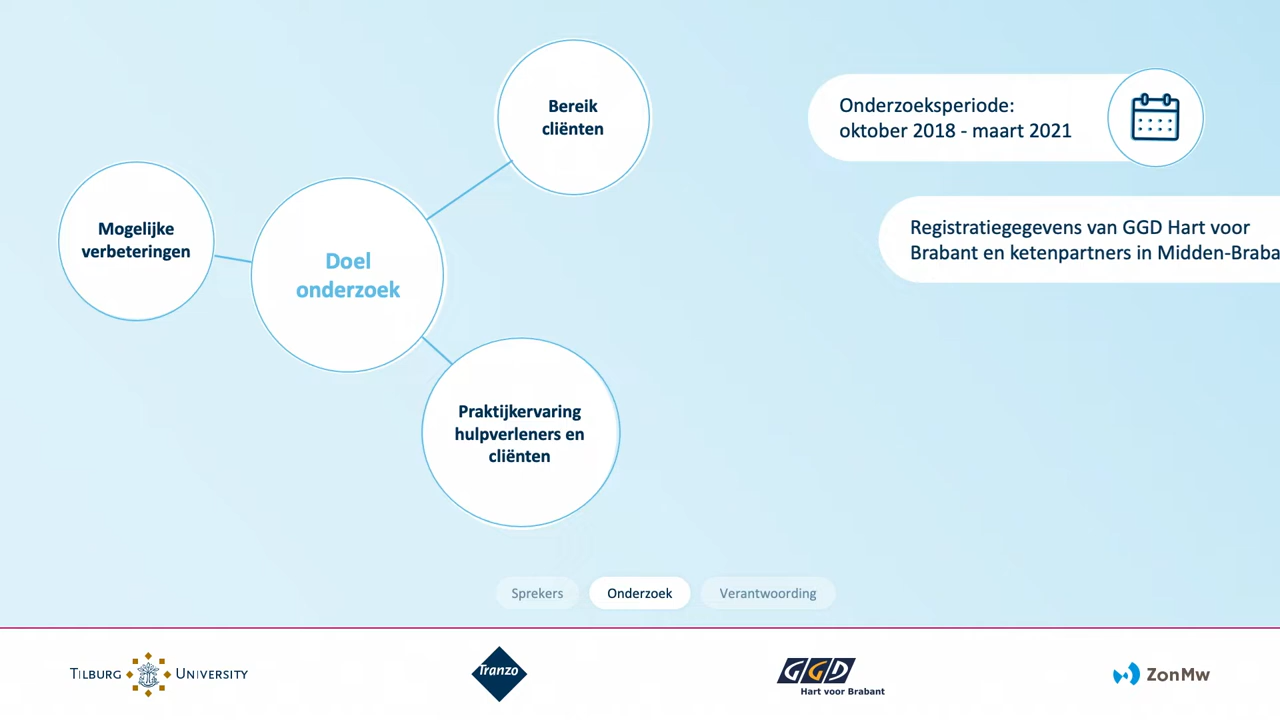 Bereik
cliënten
Onderzoeksperiode:
oktober 2018 - maart 2021
Mogelijke
verbeteringen
Doel
onderzoek
Registratiegegevens van GGD Hart voor
Brabant en ketenpartners in Midden-Braba
Praktijkervaring
hulpverleners en
cliënten
Sprekers
Onderzoek
Verantwoording
TILBURG UNIVERSITY
Tranzo
GGD
Hart voor Brabant
ZonMw